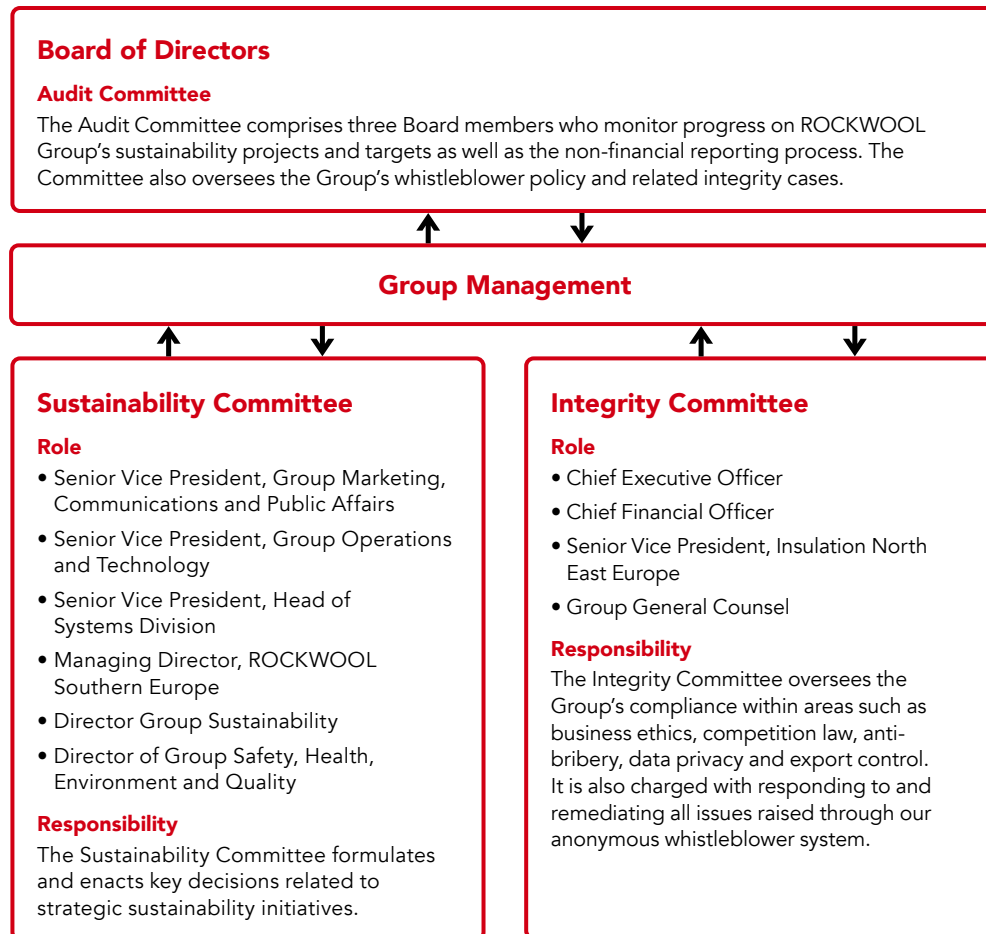 Board of Directors
Audit Committee
The Audit Committee comprises three Board members who monitor progress on ROCKWOOL
Group’s sustainability projects and targets as well as the non-financial reporting process. The
Committee also oversees the Group’s whistleblower policy and related integrity cases.
Group Management
Sustainability Committee
Role
• Senior Vice President, Group Marketing,
Communications and Public Affairs
• Senior Vice President, Group Operations
and Technology
• Senior Vice President, Head of
Systems Division
• Managing Director, ROCKWOOL
Southern Europe
• Director Group Sustainability
• Director of Group Safety, Health,
Environment and Quality
Responsibility
The Sustainability Committee formulates
and enacts key decisions related to
strategic sustainability initiatives.
Integrity Committee
Role
• Chief Executive Officer
• Chief Financial Officer
• Senior Vice President, Insulation North
East Europe
• Group General Counsel
Responsibility
The Integrity Committee oversees the
Group’s compliance within areas such as
business ethics, competition law, anti-
bribery, data privacy and export control.
It is also charged with responding to and
remediating all issues raised through our
anonymous whistleblower system.